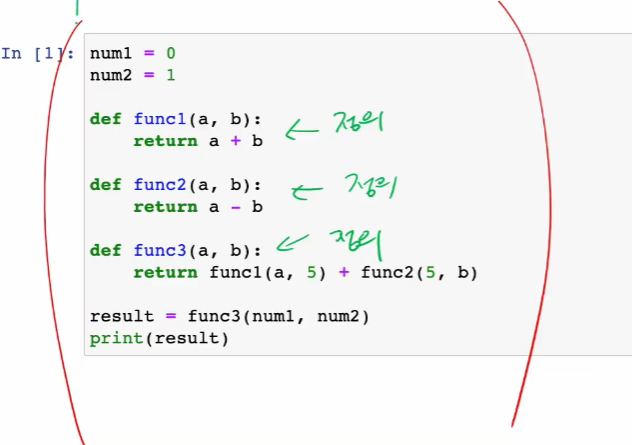 In [1]: num1 = 0
num2 = 1
def func1(a, b):
return a + b
← 정의
def func2(a, b):
return a - b
← 정의
def func3(a, b):
← 정의
return func1(a, 5) + func2(5, b)
result = func3(num1, num2)
print(result)